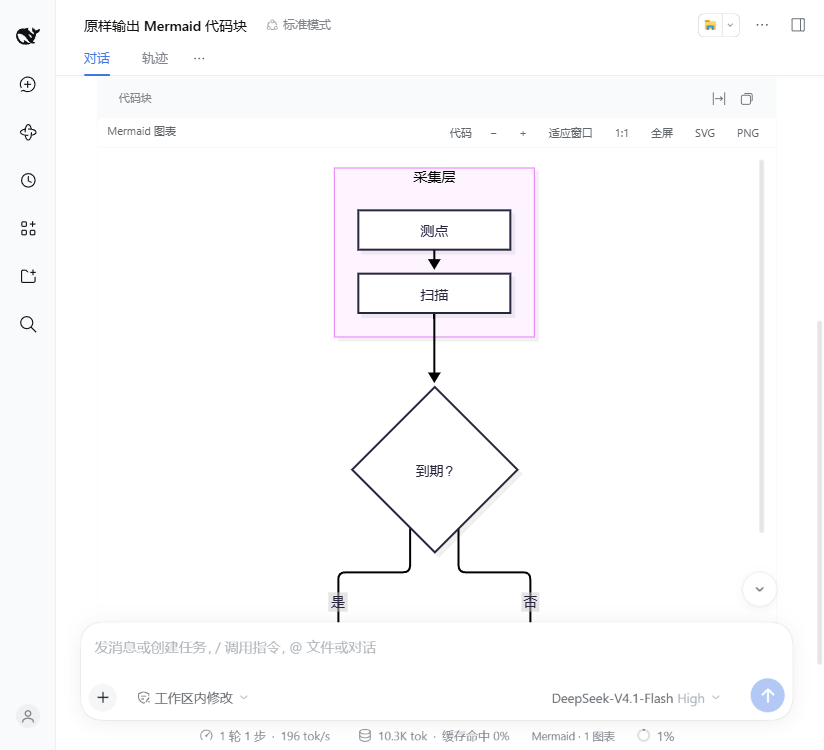 原样输出 Mermaid 代码块 标准模式
对话 轨迹 ···
代码块
Mermaid 图表 代码 − + 适应窗口 1:1 全屏 SVG PNG
采集层
测点
扫描
到期？
是 否
发消息或创建任务, / 调用指令, @ 文件或对话
工作区内修改 DeepSeek-V4.1-Flash High
1 轮 1 步 · 196 tok/s 10.3K tok · 缓存命中 0% Mermaid · 1 图表 1%